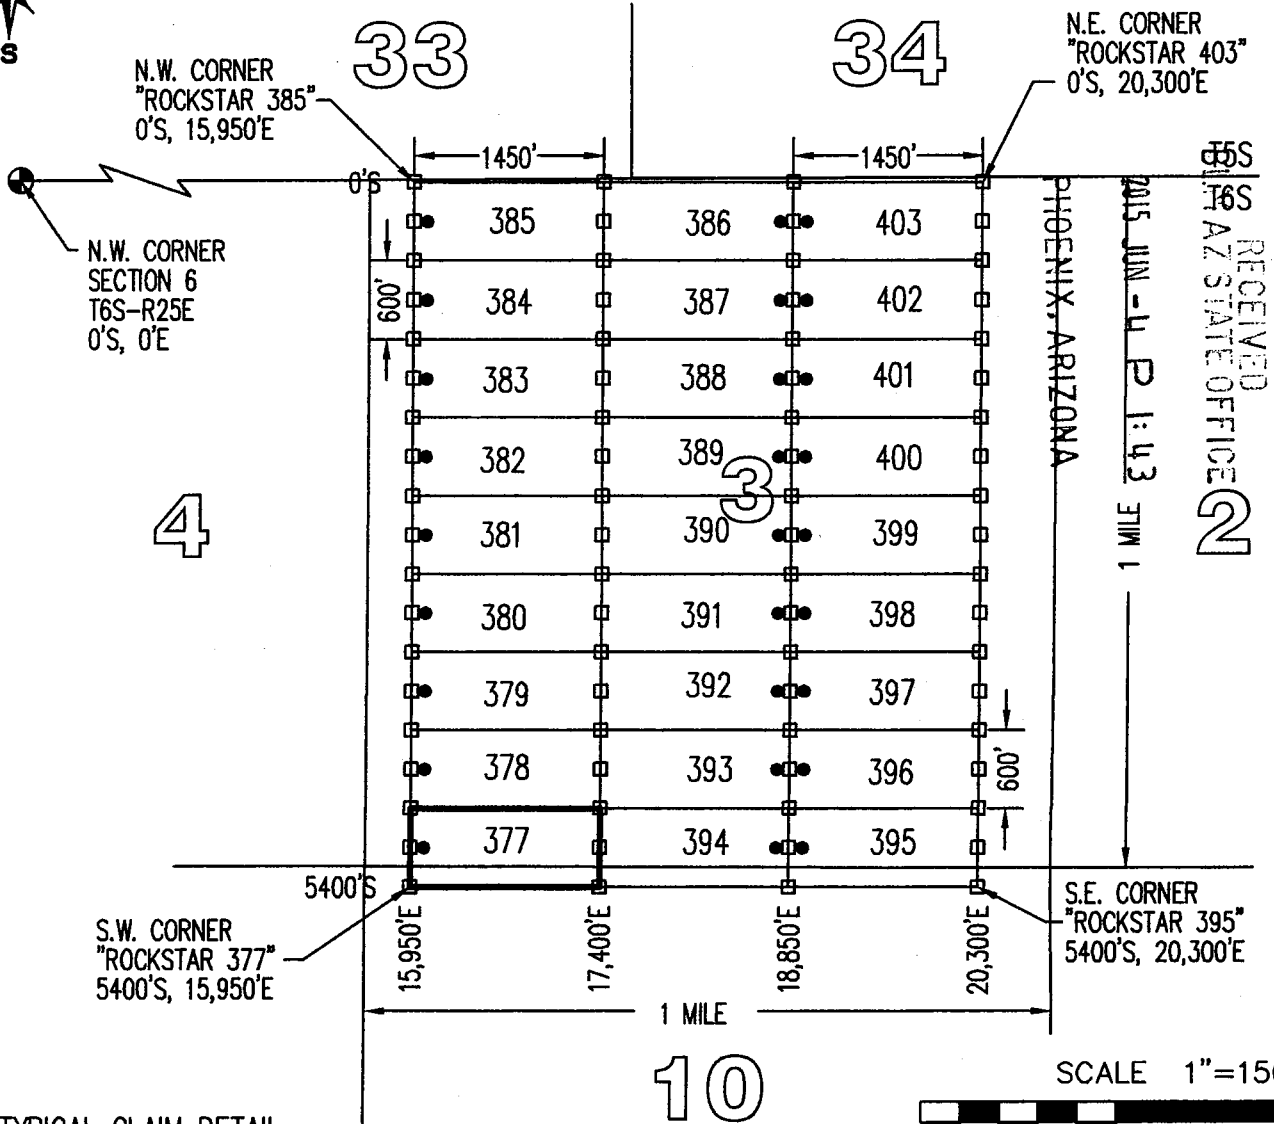 S
33
34
N.W. CORNER
"ROCKSTAR 385"
0'S, 15,950'E
N.E. CORNER
"ROCKSTAR 403"
0'S, 20,300'E
1450'
1450'
T5S
T6S
0'S
N.W. CORNER
SECTION 6
T6S-R25E
0'S, 0'E
385
386
403
384
387
402
383
388
401
382
389
400
381
390
399
380
391
398
379
392
397
378
393
396
377
394
395
600'
600'
3
4
2
RECEIVED
AZ STATE OFFICE
2015 JUN -4 P 1:43
PHOENIX, ARIZONA
1 MILE
5400'S
S.W. CORNER
"ROCKSTAR 377"
5400'S, 15,950'E
15,950'E
17,400'E
18,850'E
20,300'E
S.E. CORNER
"ROCKSTAR 395"
5400'S, 20,300'E
1 MILE
10
SCALE 1"=
TYPICAL CLAIM DETAIL